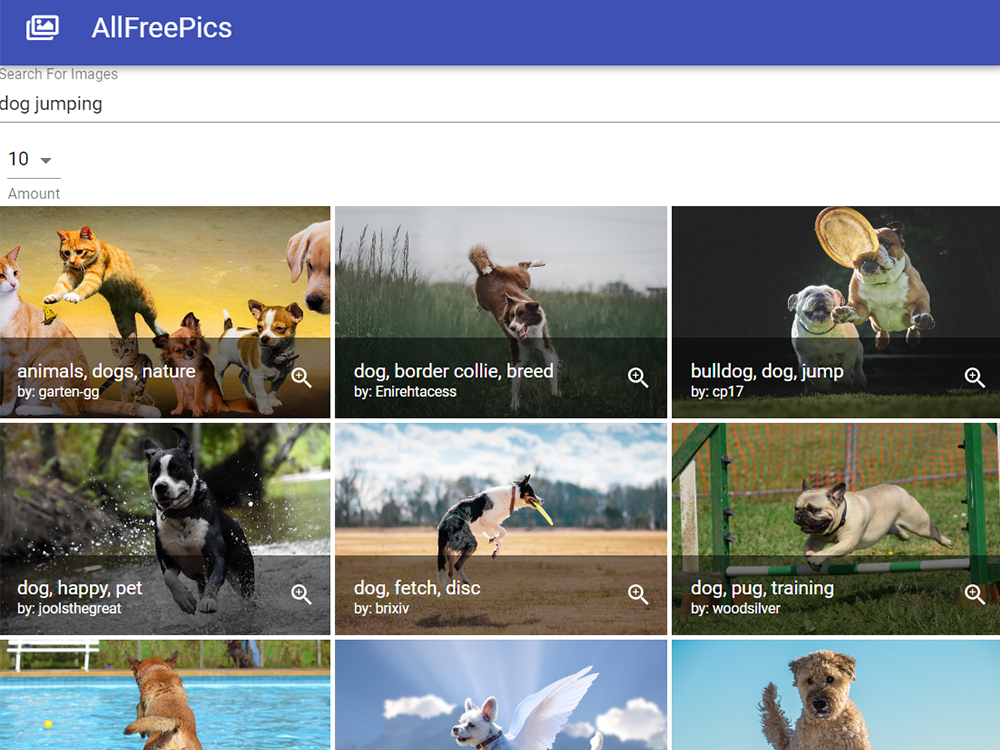 AllFreePics
Search For Images
dog jumping
10
Amount
animals, dogs, nature
by: garten-gg
dog, border collie, breed
by: Enirehtacess
bulldog, dog, jump
by: cp17
dog, happy, pet
by: joolsthegreat
dog, fetch, disc
by: brixiv
dog, pug, training
by: woodsilver